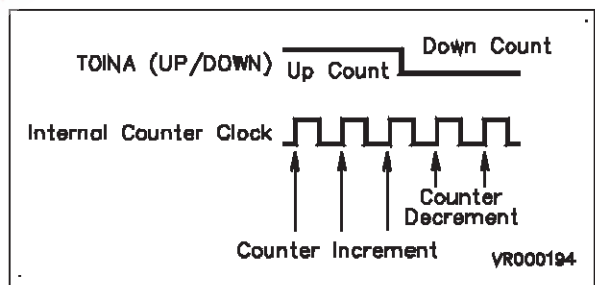 TOINA (UP/DOWN)
Down Count
Up Count
Internal Counter Clock
Counter
Decrement
Counter Increment
VR000194